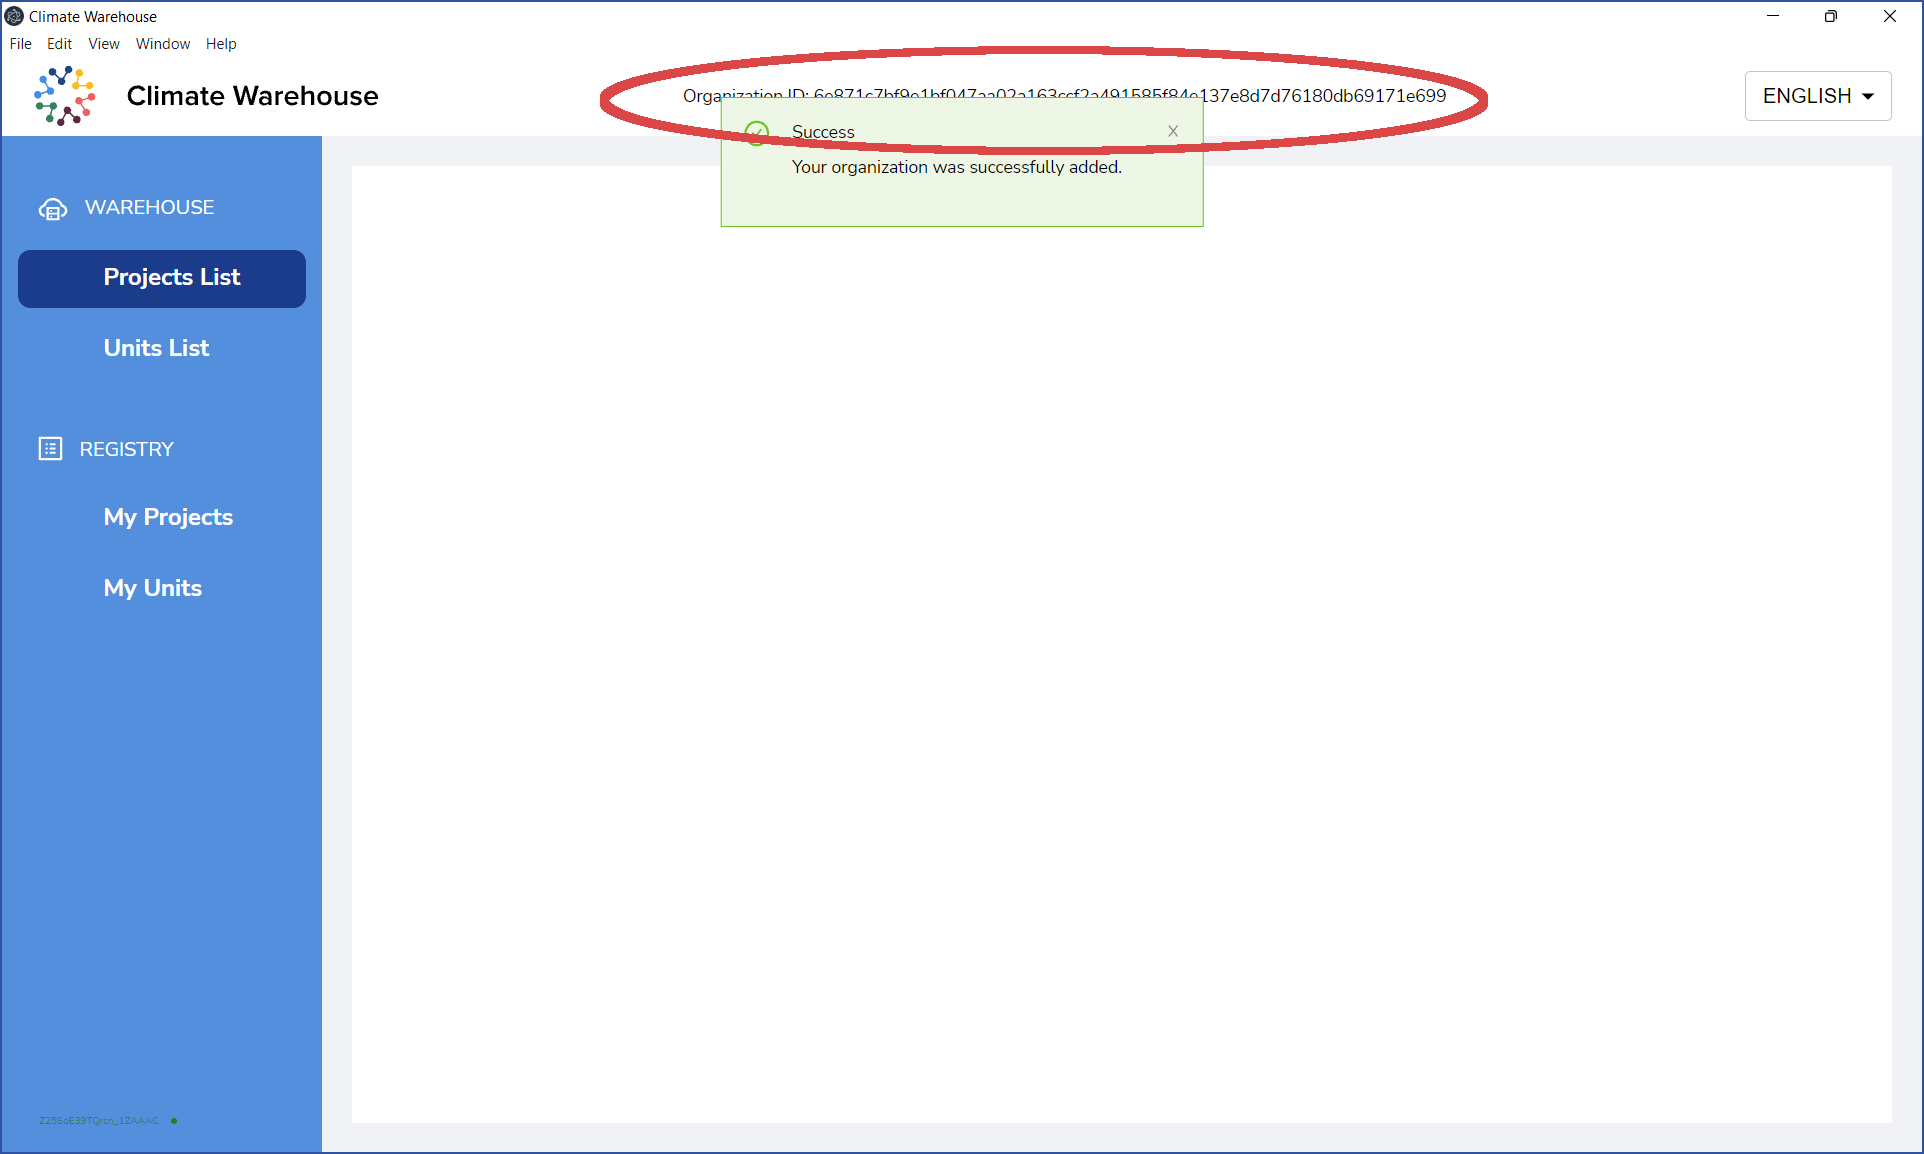 Climate Warehouse
File Edit View Window Help
Climate Warehouse
Organization ID: 6e871c7bf9e1bf047aa02a163ccf2a491585f84e137e8d7d76180db69171e699
ENGLISH
Success
X
Your organization was successfully added.
WAREHOUSE
Projects List
Units List
REGISTRY
My Projects
My Units